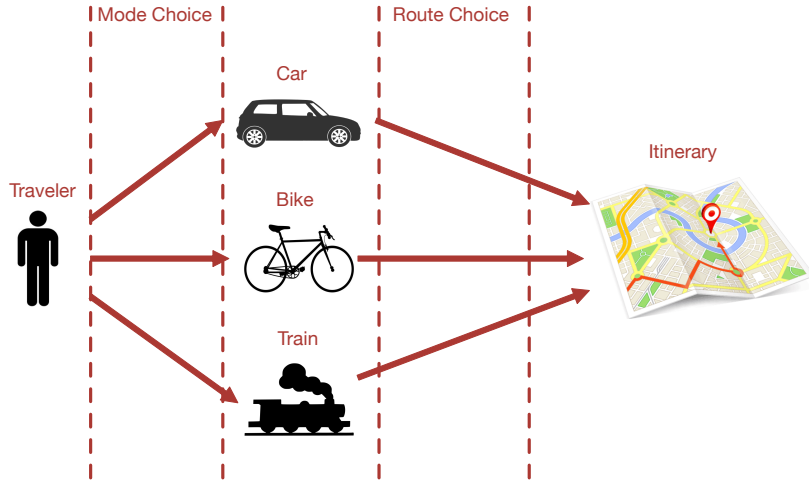 Mode Choice
Route Choice
Car
Itinerary
Traveler
Bike
Train